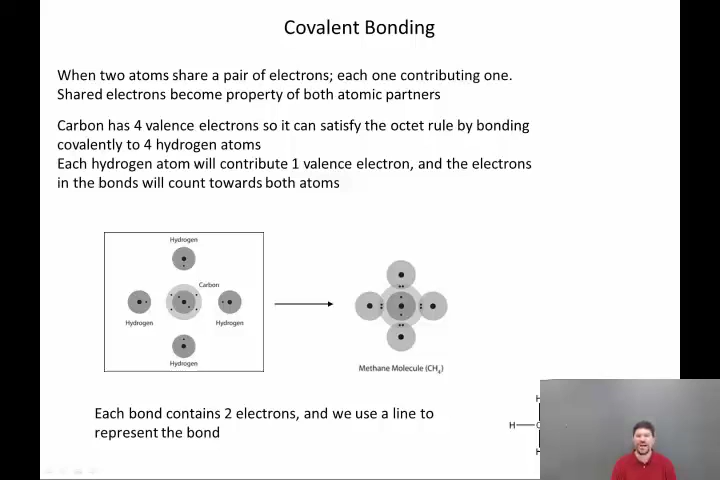 Covalent Bonding
When two atoms share a pair of electrons; each one contributing one.
Shared electrons become property of both atomic partners
Carbon has 4 valence electrons so it can satisfy the octet rule by bonding
covalently to 4 hydrogen atoms
Each hydrogen atom will contribute 1 valence electron, and the electrons
in the bonds will count towards both atoms
Hydrogen
Carbon
Hydrogen
Hydrogen
Hydrogen
Methane Molecule (CH₄)
Each bond contains 2 electrons, and we use a line to
represent the bond
H
H
H